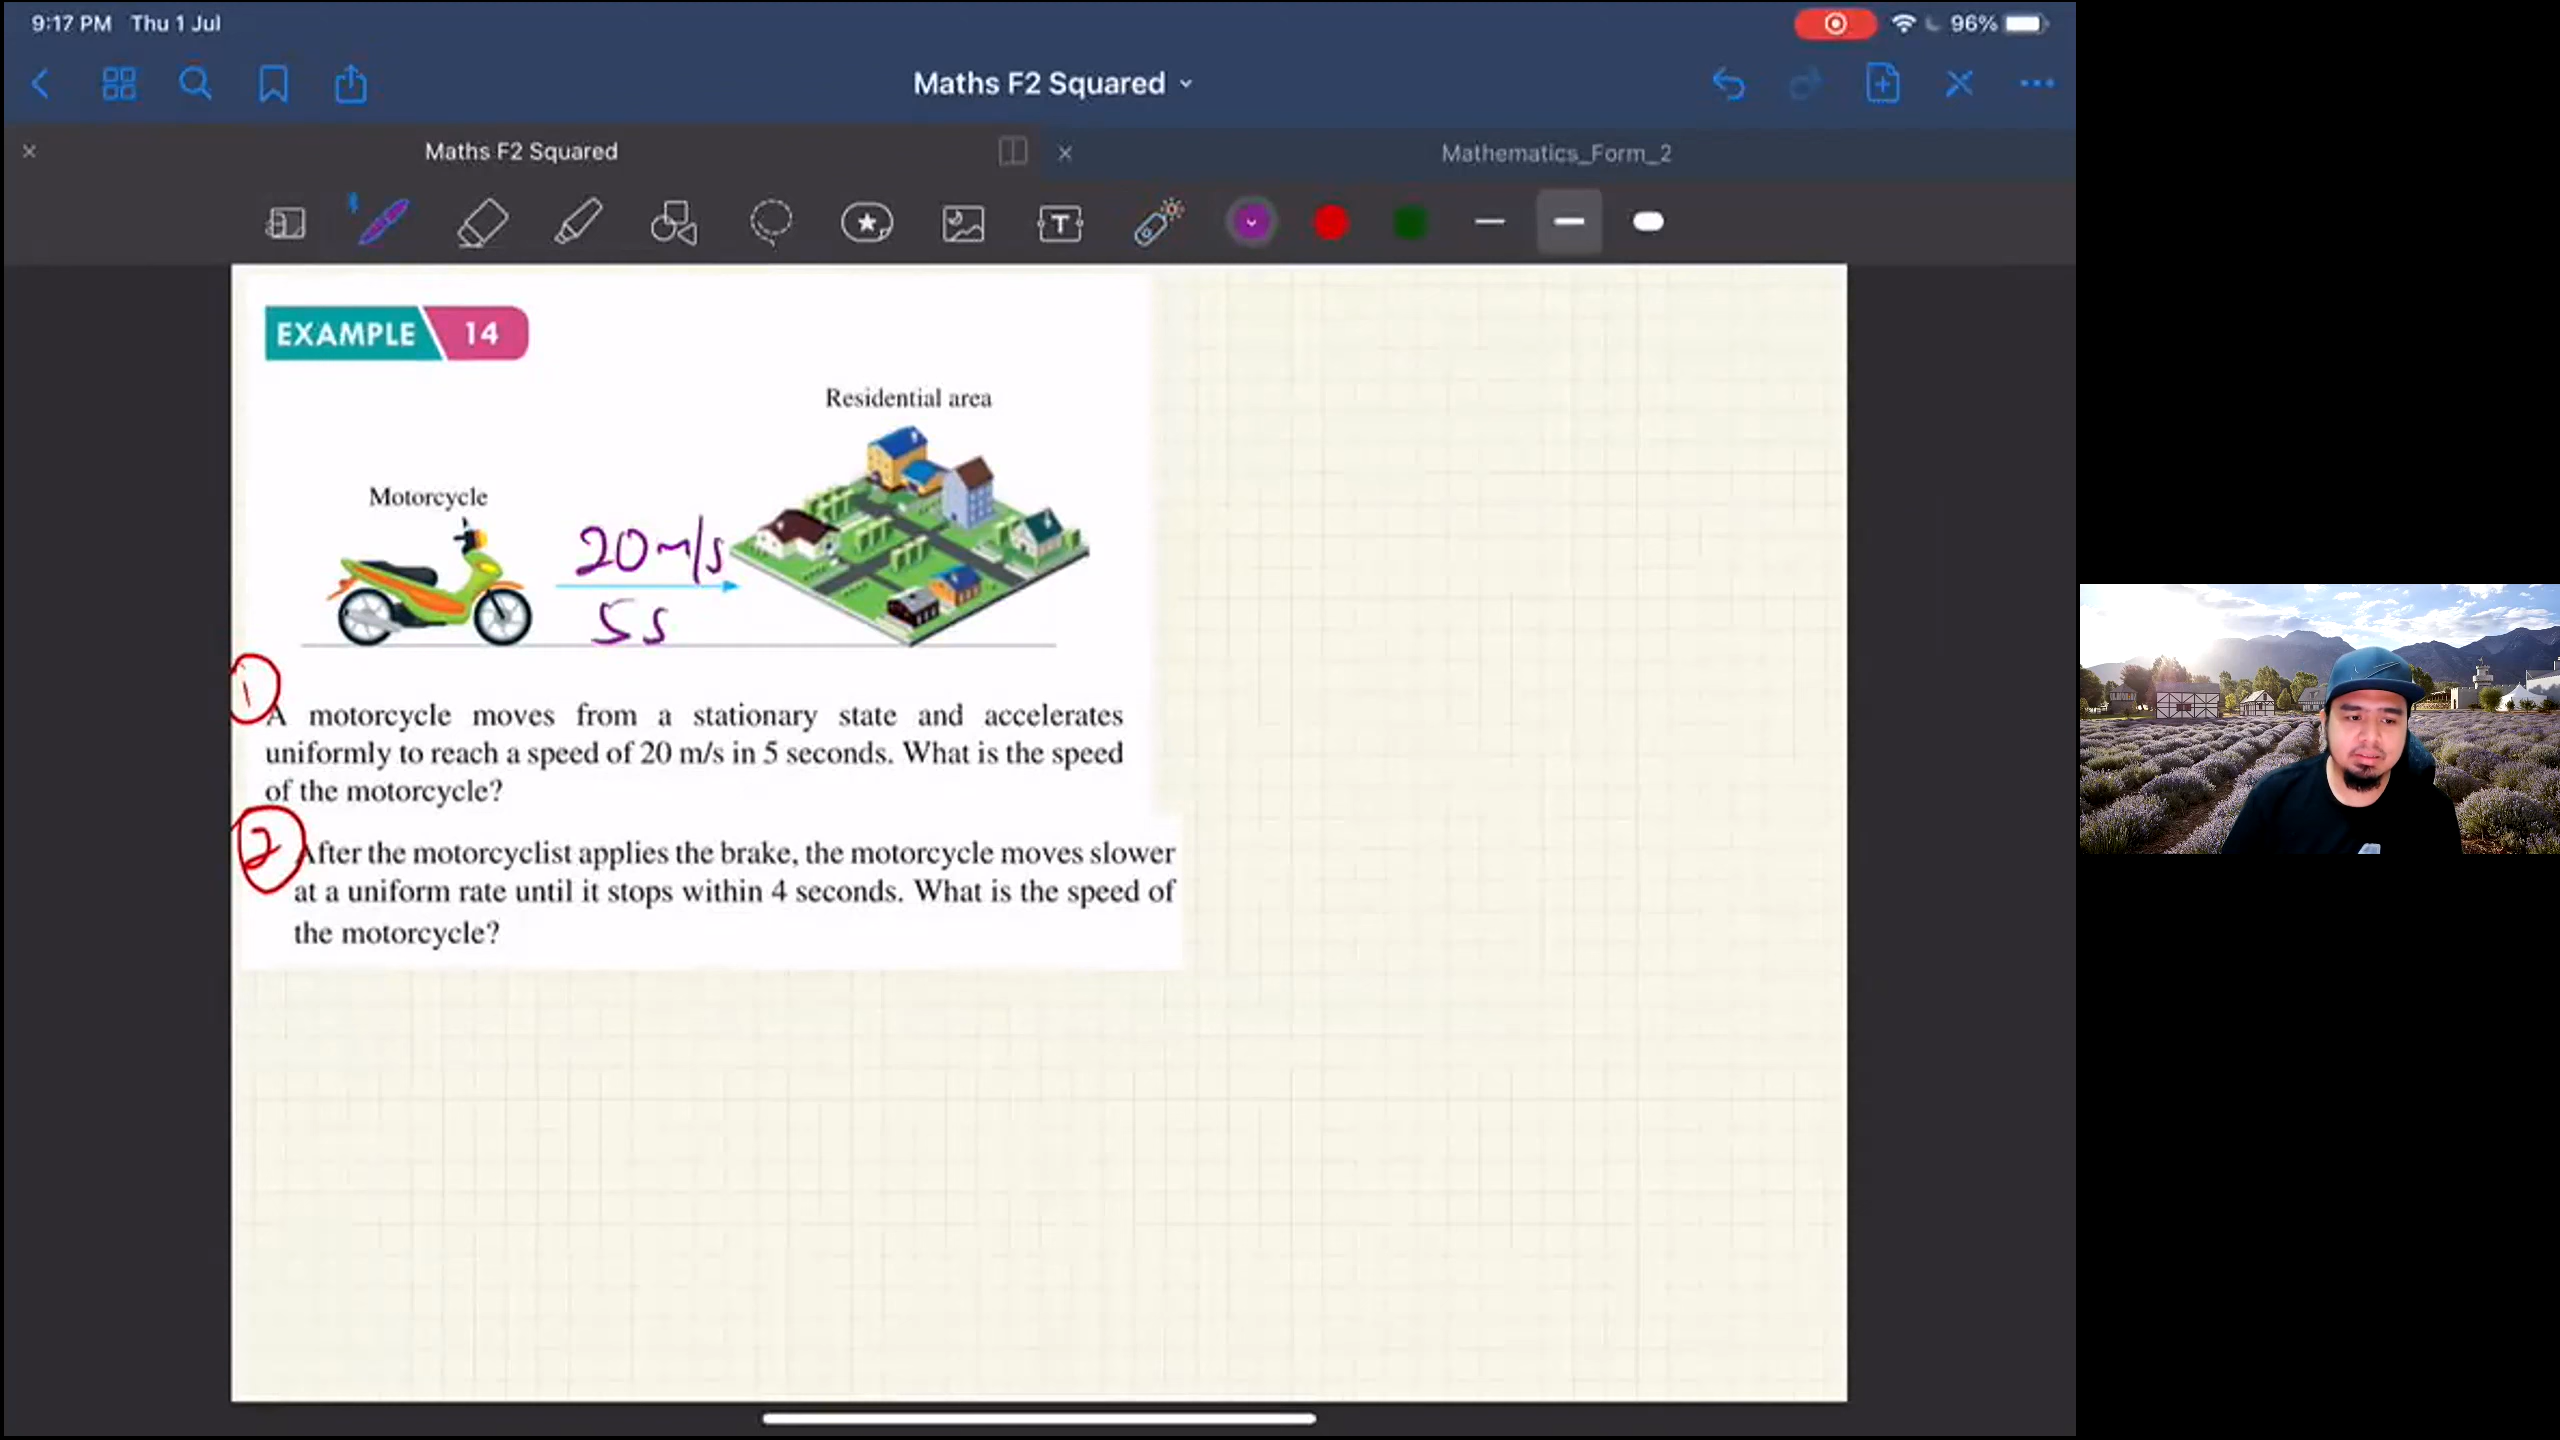 9:17 PM Thu 1 Jul
96%
Maths F2 Squared
Maths F2 Squared
Mathematics_Form_2
T
EXAMPLE 14
Residential area
Motorcycle
20 m/s
5s
1
A motorcycle moves from a stationary state and accelerates
uniformly to reach a speed of 20 m/s in 5 seconds. What is the speed
of the motorcycle?
2
After the motorcyclist applies the brake, the motorcycle moves slower
at a uniform rate until it stops within 4 seconds. What is the speed of
the motorcycle?